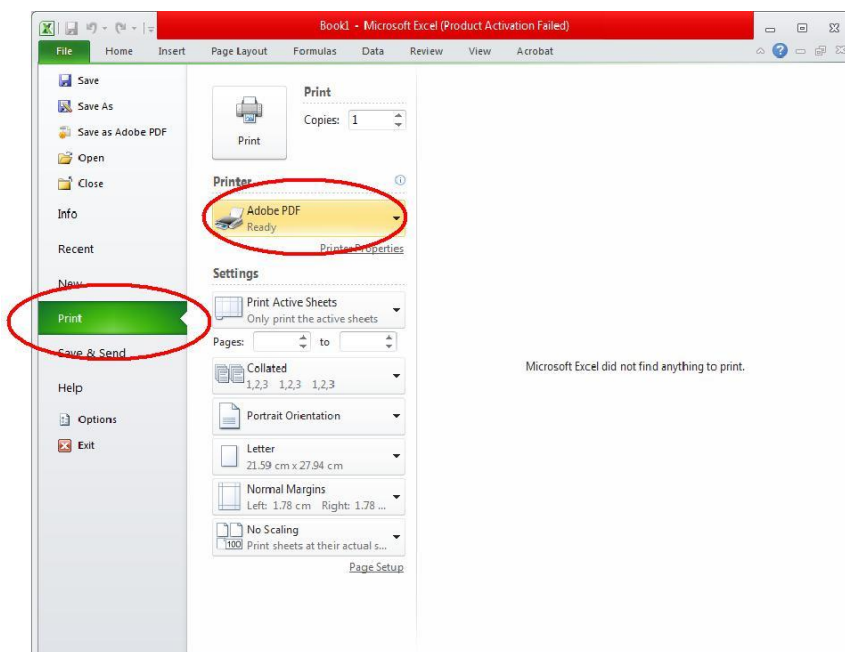 Book1 - Microsoft Excel (Product Activation Failed)
File Home Insert Page Layout Formulas Data Review View Acrobat
Save
Save As
Save as Adobe PDF
Open
Close
Info
Recent
New
Print
Save & Send
Help
Options
Exit
Print
Print
Copies: 1
Printer
Adobe PDF
Ready
Printer Properties
Settings
Print Active Sheets
Only print the active sheets
Pages: to
Collated
1,2,3 1,2,3 1,2,3
Portrait Orientation
Letter
21.59 cm x 27.94 cm
Normal Margins
Left: 1.78 cm Right: 1.78 ...
No Scaling
100 Print sheets at their actual s...
Page Setup
Microsoft Excel did not find anything to print.